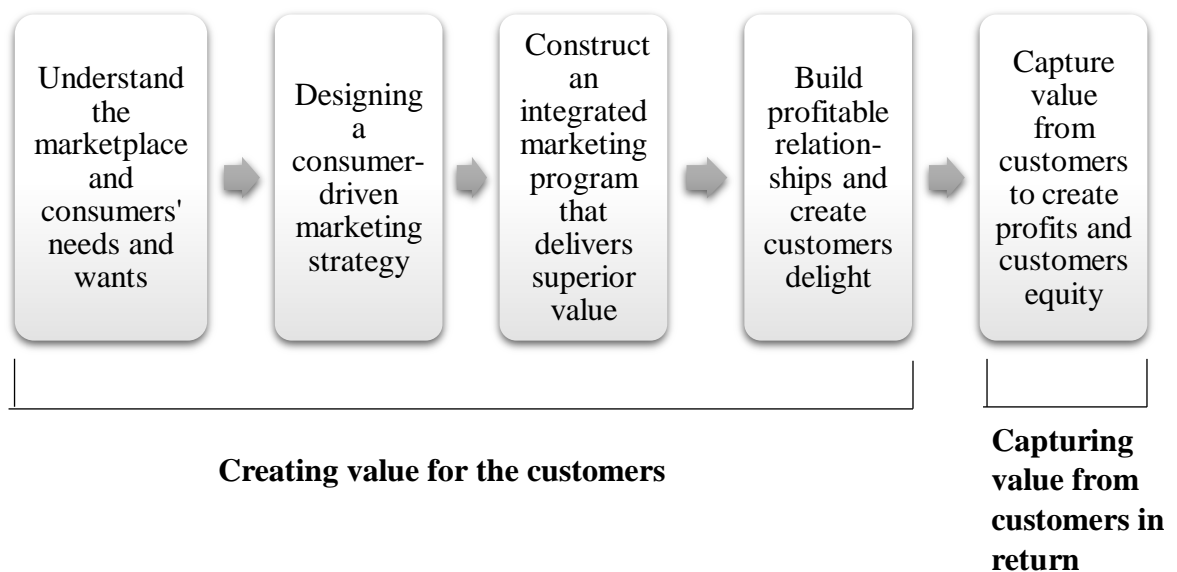 Understand
the
marketplace
and
consumers'
needs and
wants
Designing
a
consumer-
driven
marketing
strategy
Construct
an
integrated
marketing
program
that
delivers
superior
value
Build
profitable
relation-
ships and
create
customers
delight
Capture
value
from
customers
to create
profits and
customers
equity
Creating value for the customers
Capturing
value from
customers in
return